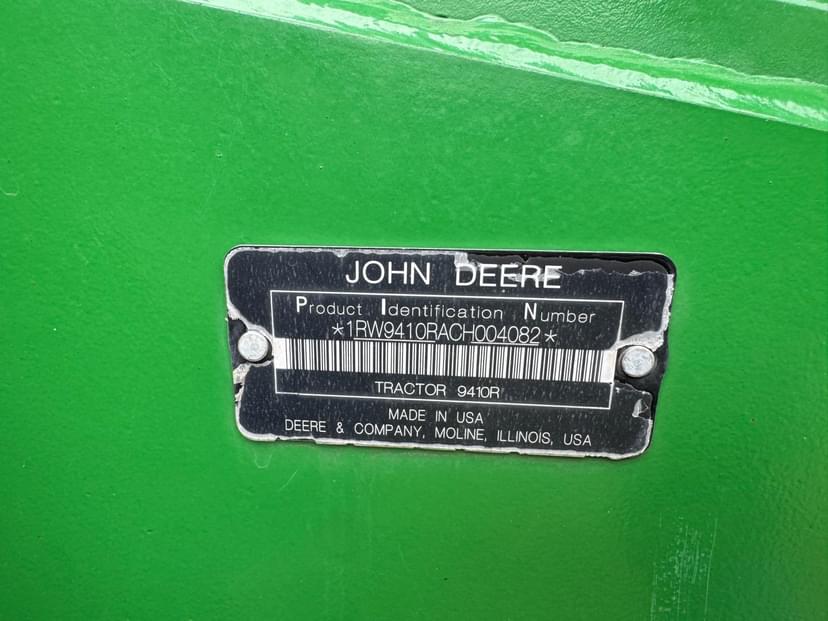 JOHN DEERE
Product Identification Number
*1RW9410RACH004082*
TRACTOR 9410R
MADE IN USA
DEERE & COMPANY, MOLINE, ILLINOIS, USA